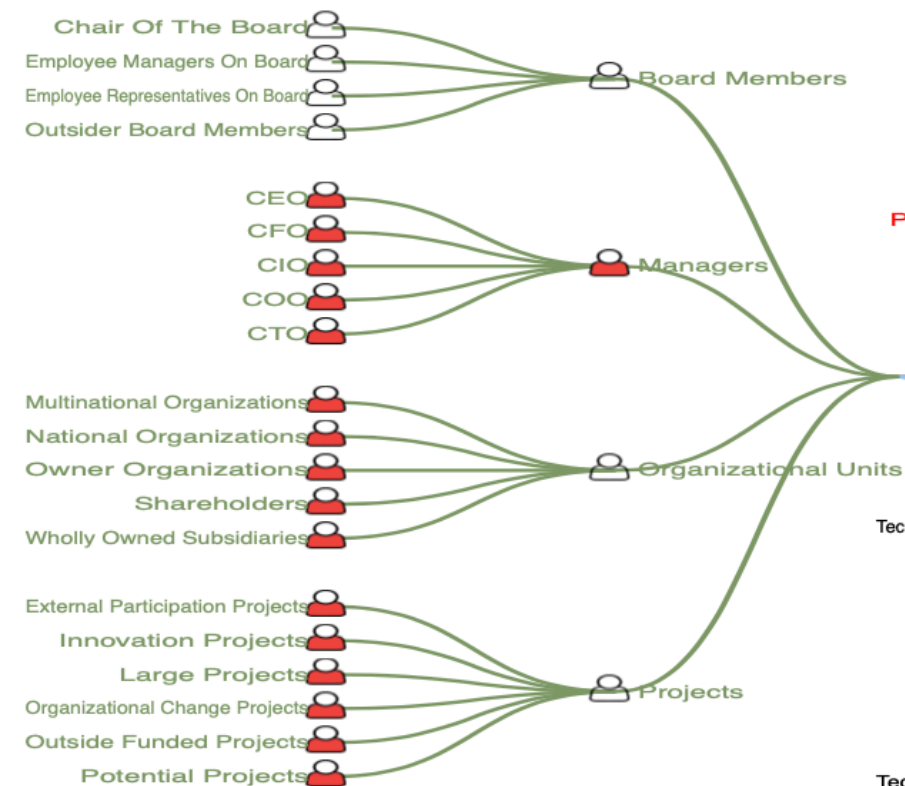 Chair Of The Board
Employee Managers On Board
Employee Representatives On Board
Outsider Board Members
Board Members
CEO
CFO
CIO
COO
CTO
Managers
P
Multinational Organizations
National Organizations
Owner Organizations
Shareholders
Wholly Owned Subsidiaries
Organizational Units
Tec
External Participation Projects
Innovation Projects
Large Projects
Organizational Change Projects
Outside Funded Projects
Potential Projects
Projects
Tec